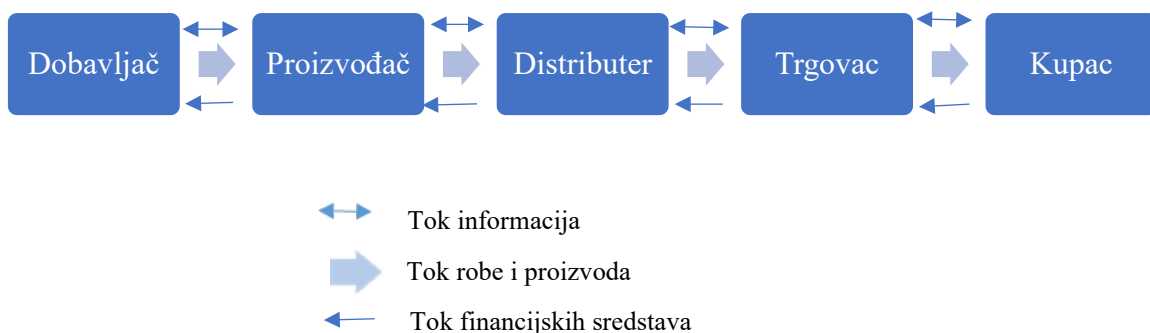 Dobavljač
Proizvođač
Distributer
Trgovac
Kupac
Tok informacija
Tok robe i proizvoda
Tok financijskih sredstava